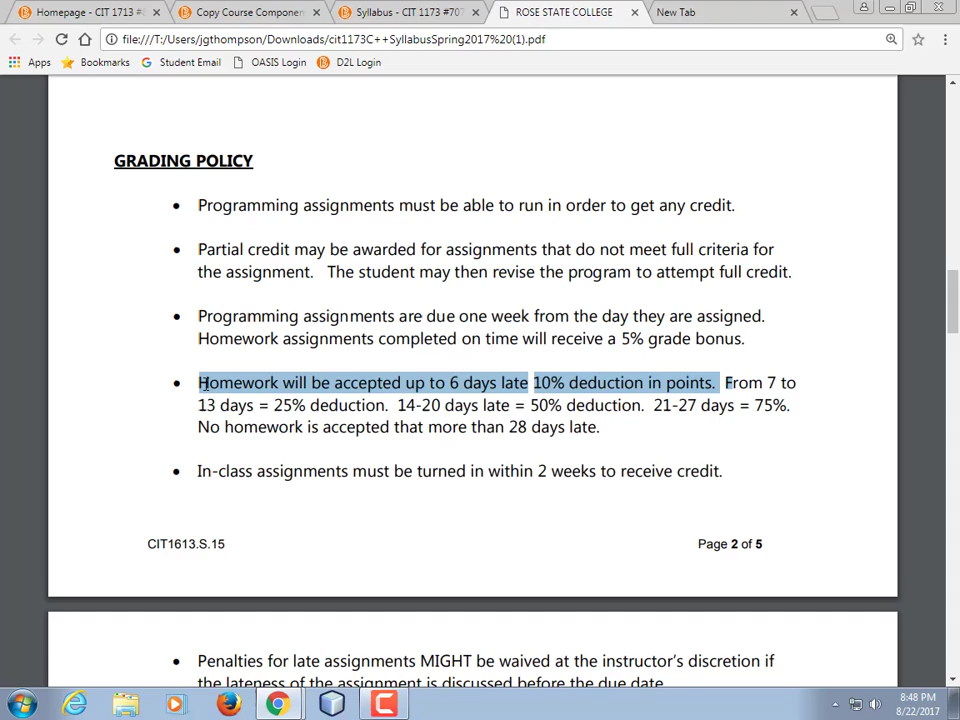 Homepage - CIT 1713 #
Copy Course Componen
Syllabus - CIT 1173 #707
ROSE STATE COLLEGE
New Tab
file:///T:/Users/jgthompson/Downloads/cit1173C++SyllabusSpring2017%20(1).pdf
Apps Bookmarks Student Email OASIS Login D2L Login
GRADING POLICY
• Programming assignments must be able to run in order to get any credit.
• Partial credit may be awarded for assignments that do not meet full criteria for
the assignment. The student may then revise the program to attempt full credit.
• Programming assignments are due one week from the day they are assigned.
Homework assignments completed on time will receive a 5% grade bonus.
• Homework will be accepted up to 6 days late 10% deduction in points. From 7 to
13 days = 25% deduction. 14-20 days late = 50% deduction. 21-27 days = 75%.
No homework is accepted that more than 28 days late.
• In-class assignments must be turned in within 2 weeks to receive credit.
CIT1613.S.15 Page 2 of 5
• Penalties for late assignments MIGHT be waived at the instructor's discretion if
the lateness of the assignment is discussed before the due date.
8:48 PM
8/22/2017